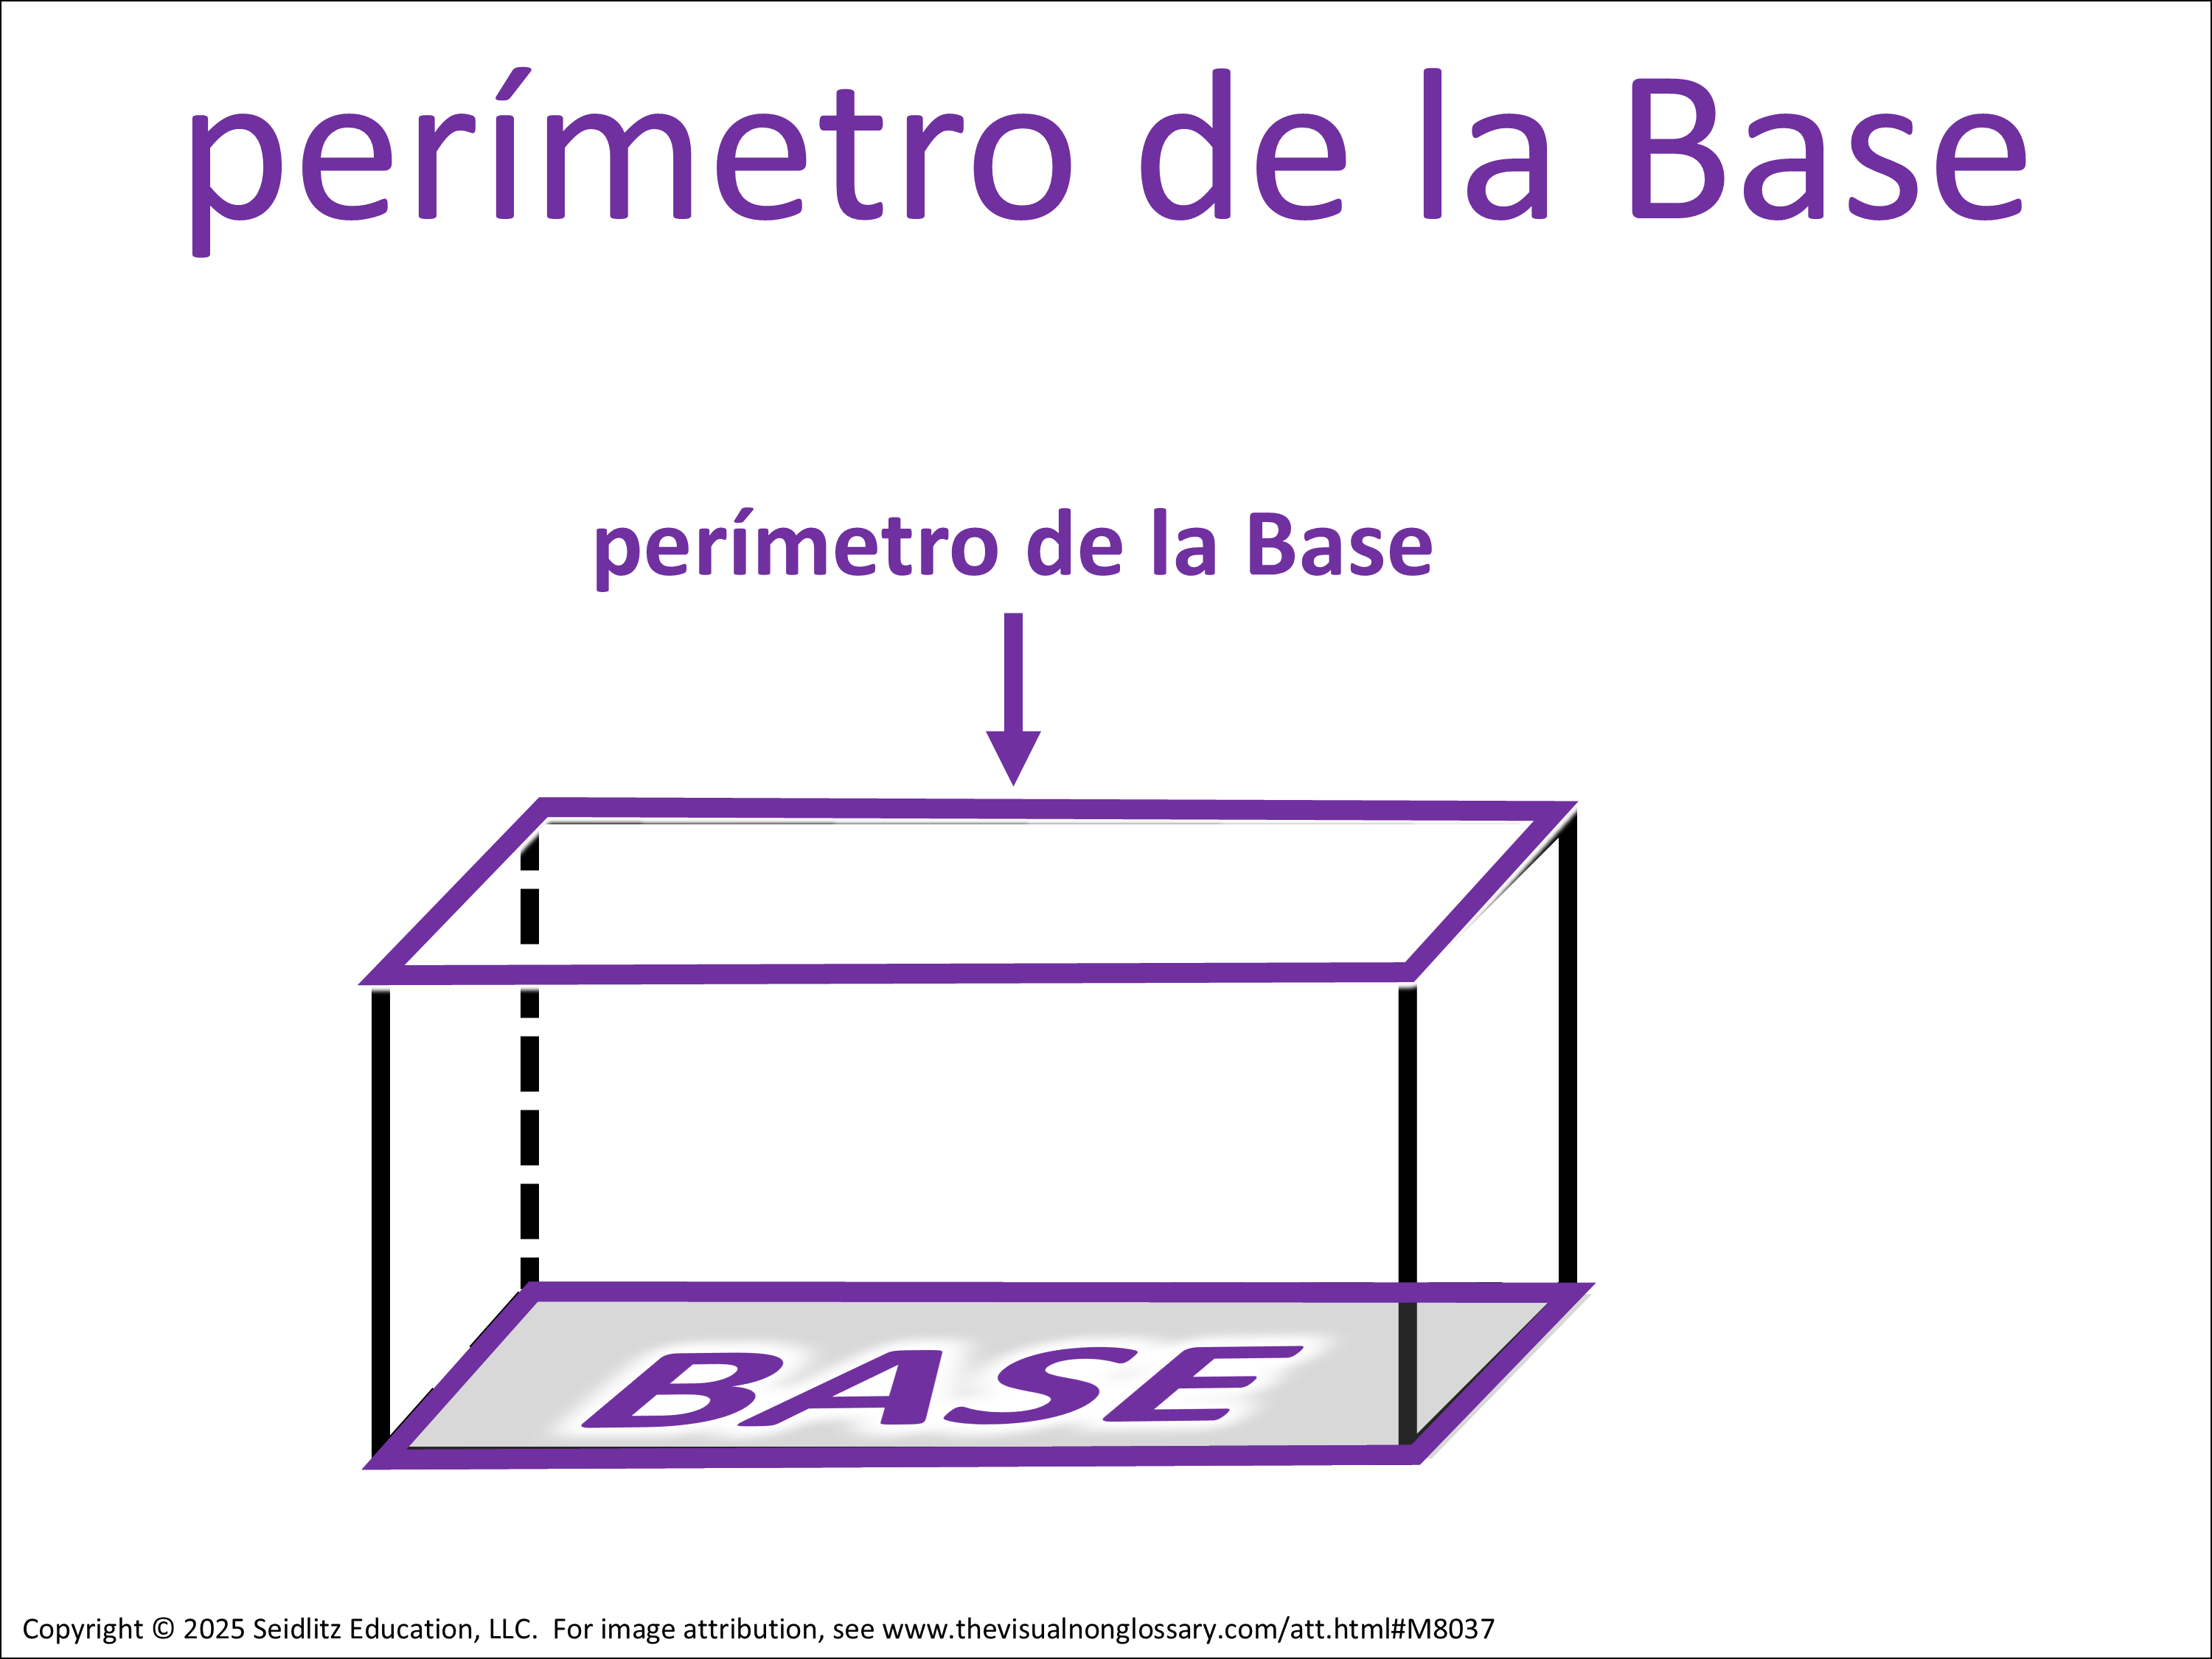 perímetro de la Base
perímetro de la Base
BASE
Copyright © 2025 Seidlitz Education, LLC.  For image attribution, see www.thevisualnonglossary.com/att.html#M8037